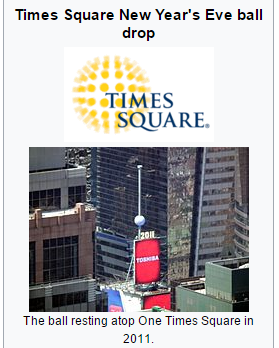 Times Square New Year's Eve ball
drop
TIMES
SQUARE.
2011
TOSHIBA
The ball resting atop One Times Square in
2011.